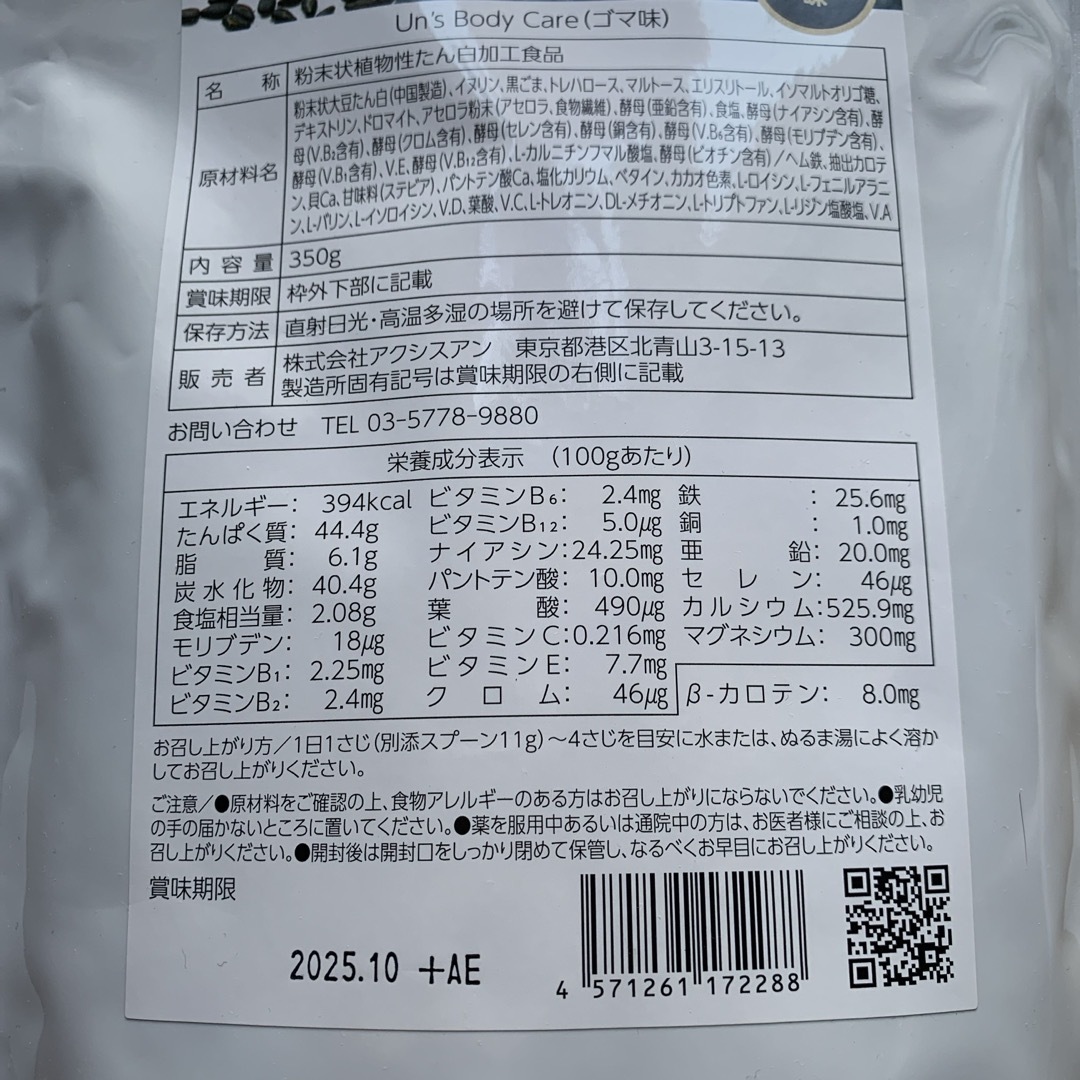 味
Un's Body Care(ゴマ味)
名 称 粉末状植物性たん白加工食品
原材料名 粉末状大豆たん白(中国製造)、イヌリン、黒ごま、トレハロース、マルトース、エリスリトール、イソマルトオリゴ糖、
デキストリン、ドロマイト、アセロラ粉末(アセロラ、食物繊維)、酵母(亜鉛含有)、食塩、酵母(ナイアシン含有)、酵
母(V.B₂含有)、酵母(クロム含有)、酵母(セレン含有)、酵母(銅含有)、酵母(V.B₆含有)、酵母(モリブデン含有)、
酵母(V.B₁含有)、V.E、酵母(V.B₁₂含有)、L-カルニチンフマル酸塩、酵母(ビオチン含有)/ヘム鉄、抽出カロテ
ン、貝Ca、甘味料(ステビア)、パントテン酸Ca、塩化カリウム、ベタイン、カカオ色素、L-ロイシン、L-フェニルアラニ
ン、L-バリン、L-イソロイシン、V.D、葉酸、V.C、L-トレオニン、DL-メチオニン、L-トリプトファン、L-リジン塩酸塩、V.A
内容量 350g
賞味期限 枠外下部に記載
保存方法 直射日光・高温多湿の場所を避けて保存してください。
販売者 株式会社アクシスアン 東京都港区北青山3-15-13
製造所固有記号は賞味期限の右側に記載
お問い合わせ TEL 03-5778-9880
栄養成分表示 (100gあたり)
エネルギー: 394kcal ビタミンB₆: 2.4mg 鉄 : 25.6mg
たんぱく質: 44.4g ビタミンB₁₂: 5.0μg 銅 : 1.0mg
脂質: 6.1g ナイアシン:24.25mg 亜鉛: 20.0mg
炭水化物: 40.4g パントテン酸: 10.0mg セレン: 46μg
食塩相当量: 2.08g 葉酸: 490μg カルシウム:525.9mg
モリブデン: 18μg ビタミンC:0.216mg マグネシウム: 300mg
ビタミンB₁: 2.25mg ビタミンE: 7.7mg
ビタミンB₂: 2.4mg クロム: 46μg β-カロテン: 8.0mg
お召し上がり方/1日1さじ(別添スプーン11g)〜4さじを目安に水または、ぬるま湯によく溶か
してお召し上がりください。
ご注意/●原材料をご確認の上、食物アレルギーのある方はお召し上がりにならないでください。●乳幼児
の手の届かないところに置いてください。●薬を服用中あるいは通院中の方は、お医者様にご相談の上、お
召し上がりください。●開封後は開封口をしっかり閉めて保管し、なるべくお早目にお召し上がりください。
賞味期限
2025.10 +AE
4 571261 172288